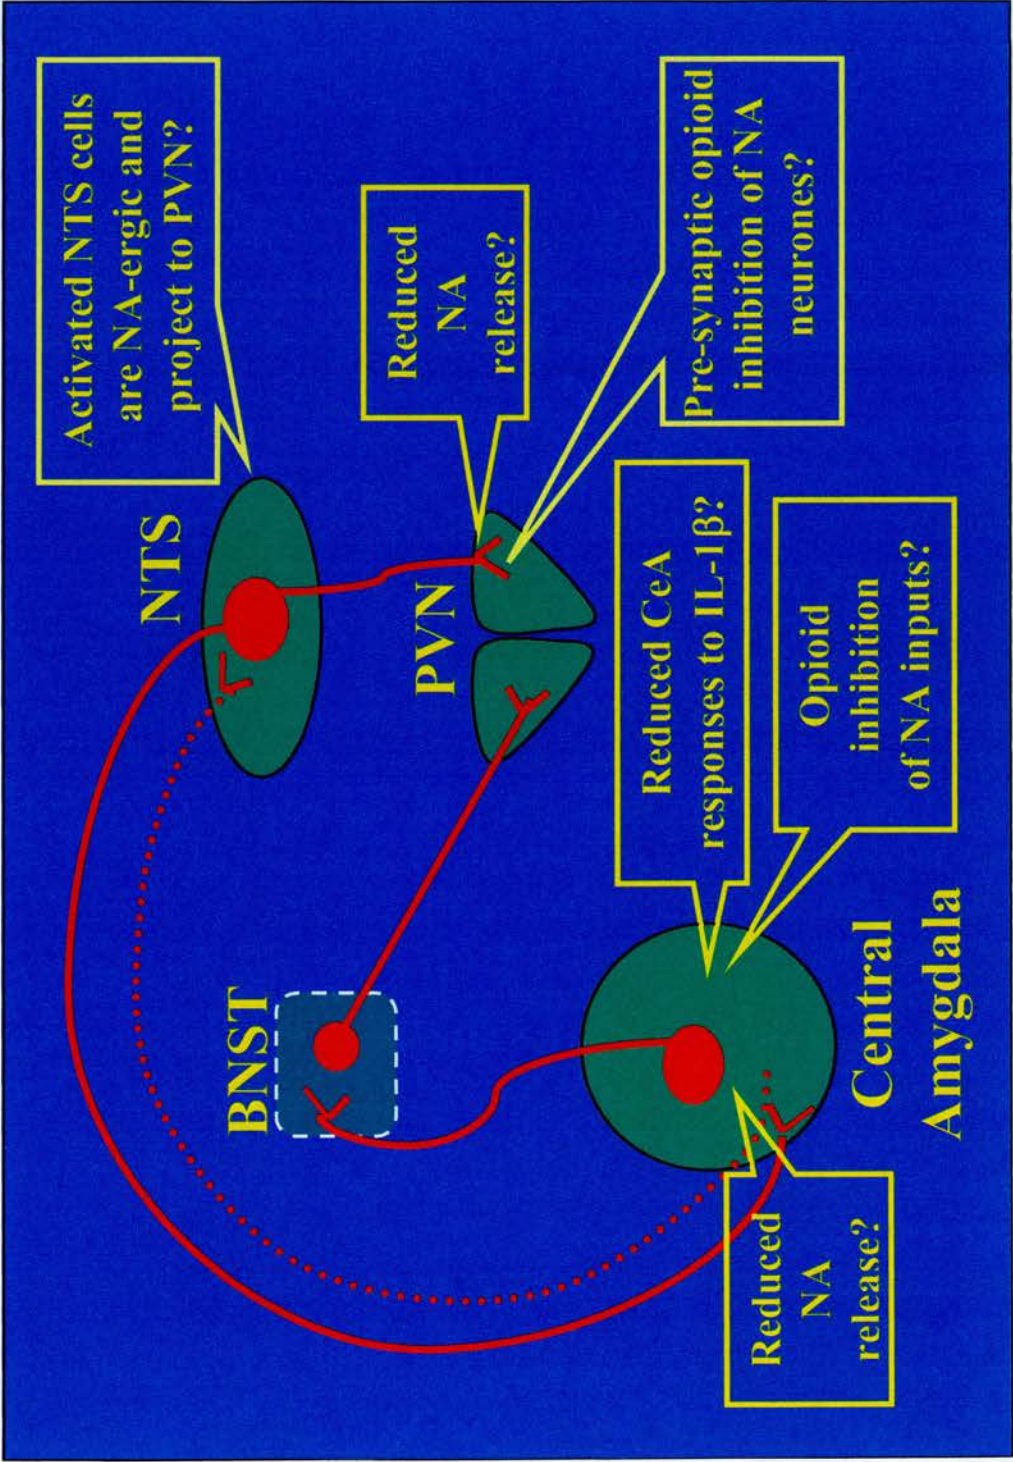 Activated NTS cells
are NA-ergic and
project to PVN?
NTS
Reduced
NA
release?
PVN
Pre-synaptic opioid
inhibition of NA
neurones?
BNST
Reduced CeA
responses to IL-1β?
Opioid
inhibition
of NA inputs?
Central
Amygdala
Reduced
NA
release?